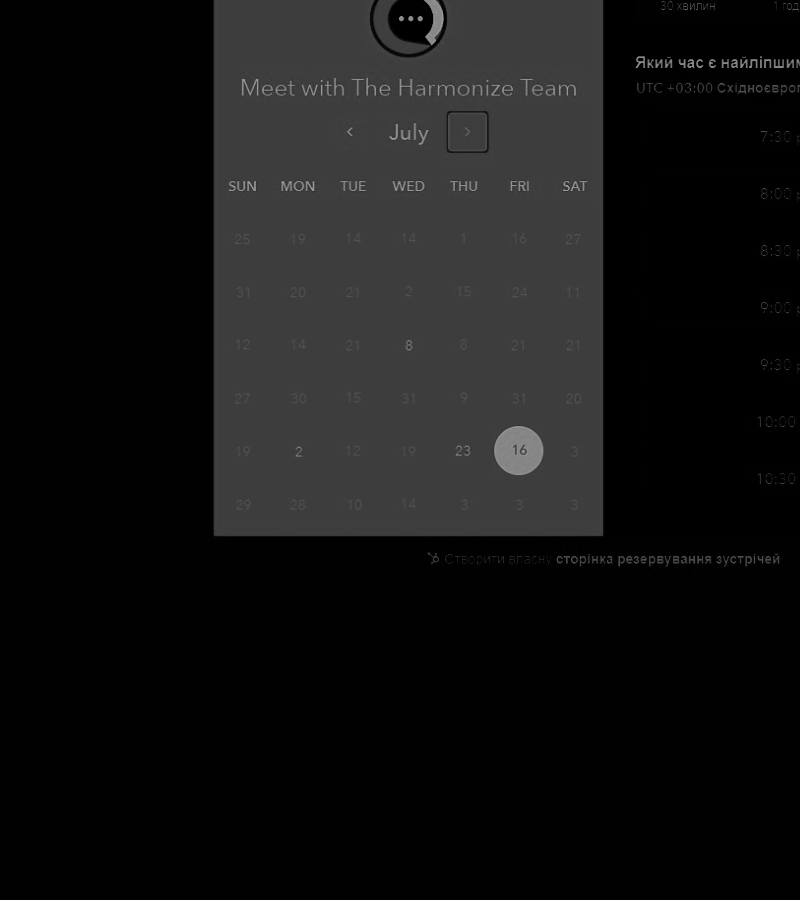 30 хвилин 1 год
Meet with The Harmonize Team
July
SUN MON TUE WED THU FRI SAT
25 19 14 14 1 16 27
31 20 21 2 15 24 11
12 14 21 8 8 21 21
27 30 15 31 9 31 20
19 2 12 19 23 16 3
29 28 10 14 3 3 3
Який час є найліпшим
UTC +03:00 Східноєвроп
7:30 р
8:00 р
8:30 р
9:00 р
9:30 р
10:00
10:30
Створити власну сторінка резервування зустрічей